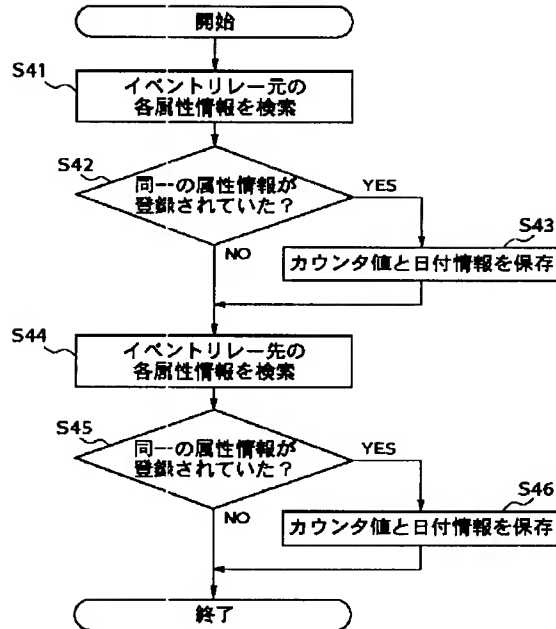 開始
S41
イベントリレー元の
各属性情報を検索
S42
同一の属性情報が
登録されていた？
YES
NO
S43
カウンタ値と日付情報を保存
S44
イベントリレー先の
各属性情報を検索
S45
同一の属性情報が
登録されていた？
YES
NO
S46
カウンタ値と日付情報を保存
終了